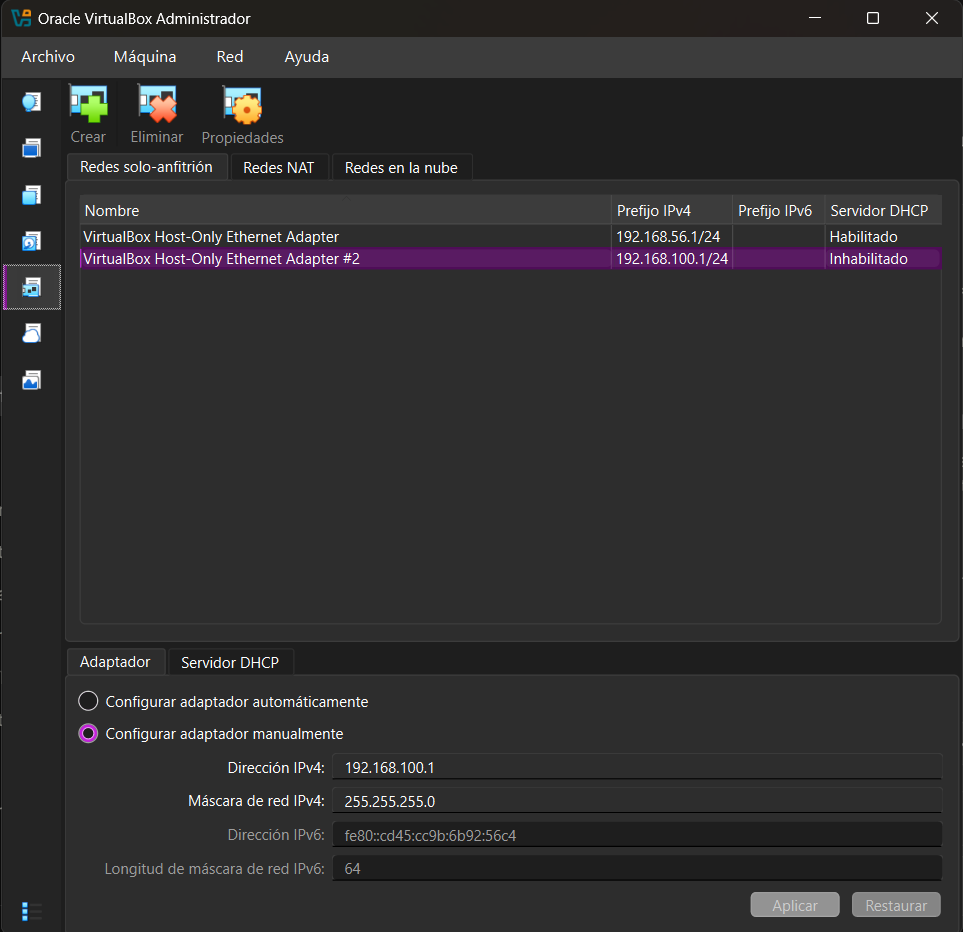 Oracle VirtualBox Administrador
Archivo Máquina Red Ayuda
Crear Eliminar Propiedades
Redes solo-anfitrión Redes NAT Redes en la nube
Nombre Prefijo IPv4 Prefijo IPv6 Servidor DHCP
VirtualBox Host-Only Ethernet Adapter 192.168.56.1/24 Habilitado
VirtualBox Host-Only Ethernet Adapter #2 192.168.100.1/24 Inhabilitado
Adaptador Servidor DHCP
Configurar adaptador automáticamente
Configurar adaptador manualmente
Dirección IPv4: 192.168.100.1
Máscara de red IPv4: 255.255.255.0
Dirección IPv6: fe80::cd45:cc9b:6b92:56c4
Longitud de máscara de red IPv6: 64
Aplicar Restaurar